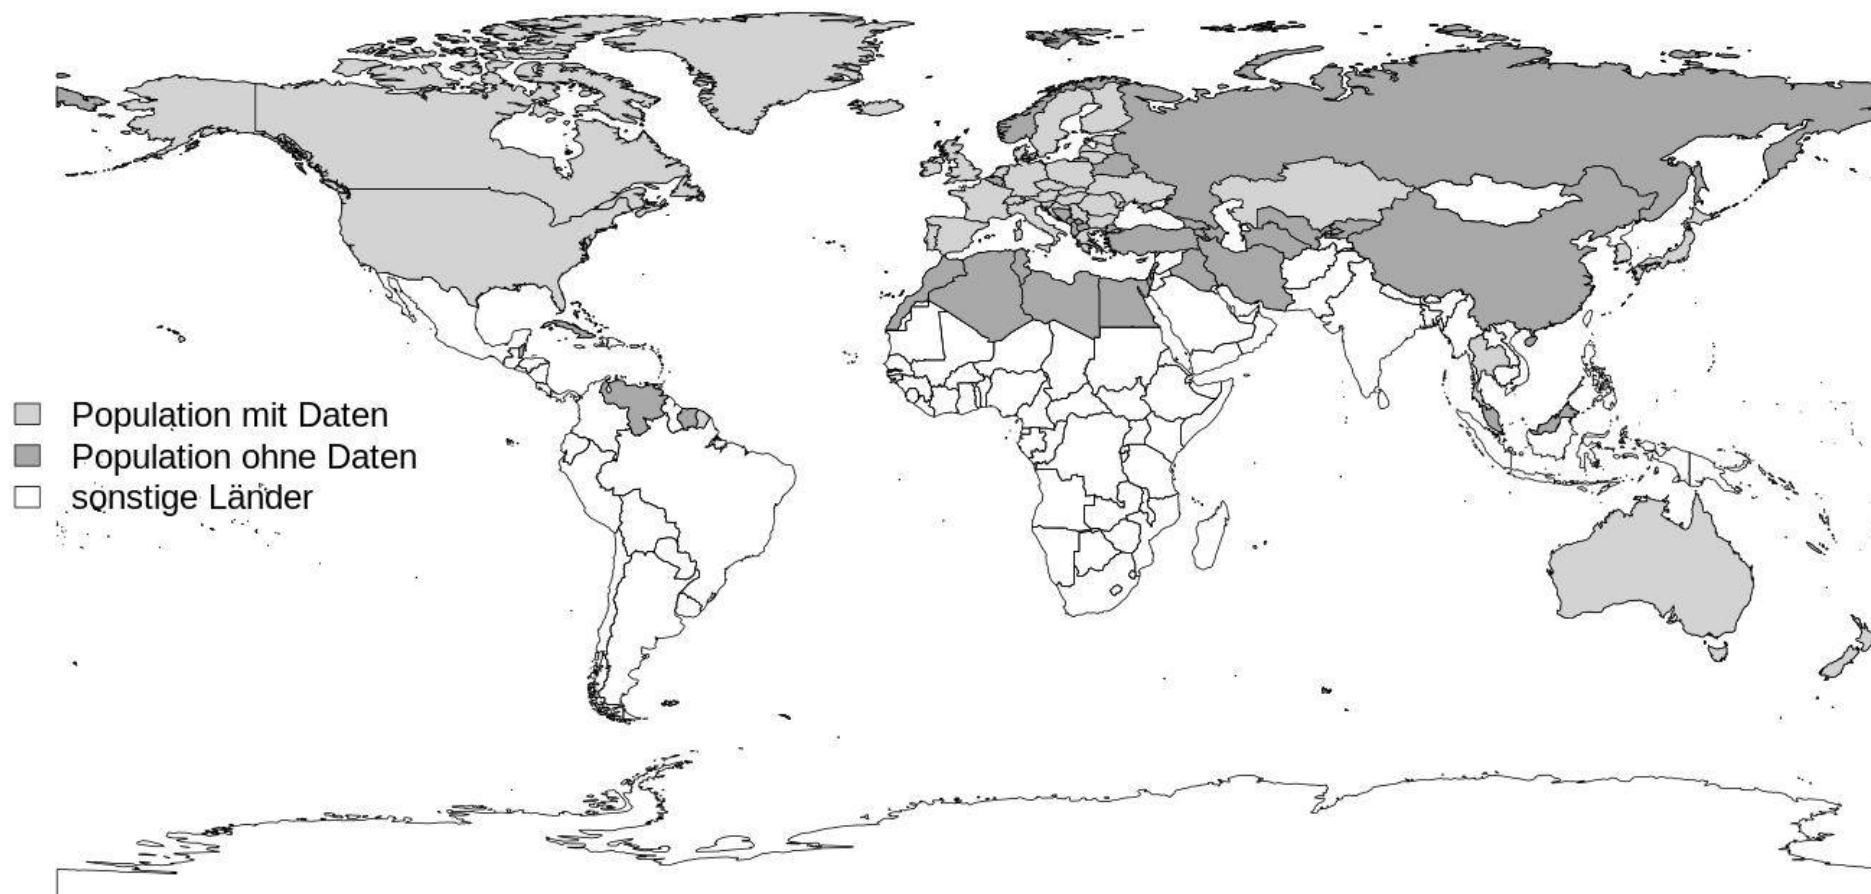 Population mit Daten
Population ohne Daten
sonstige Länder